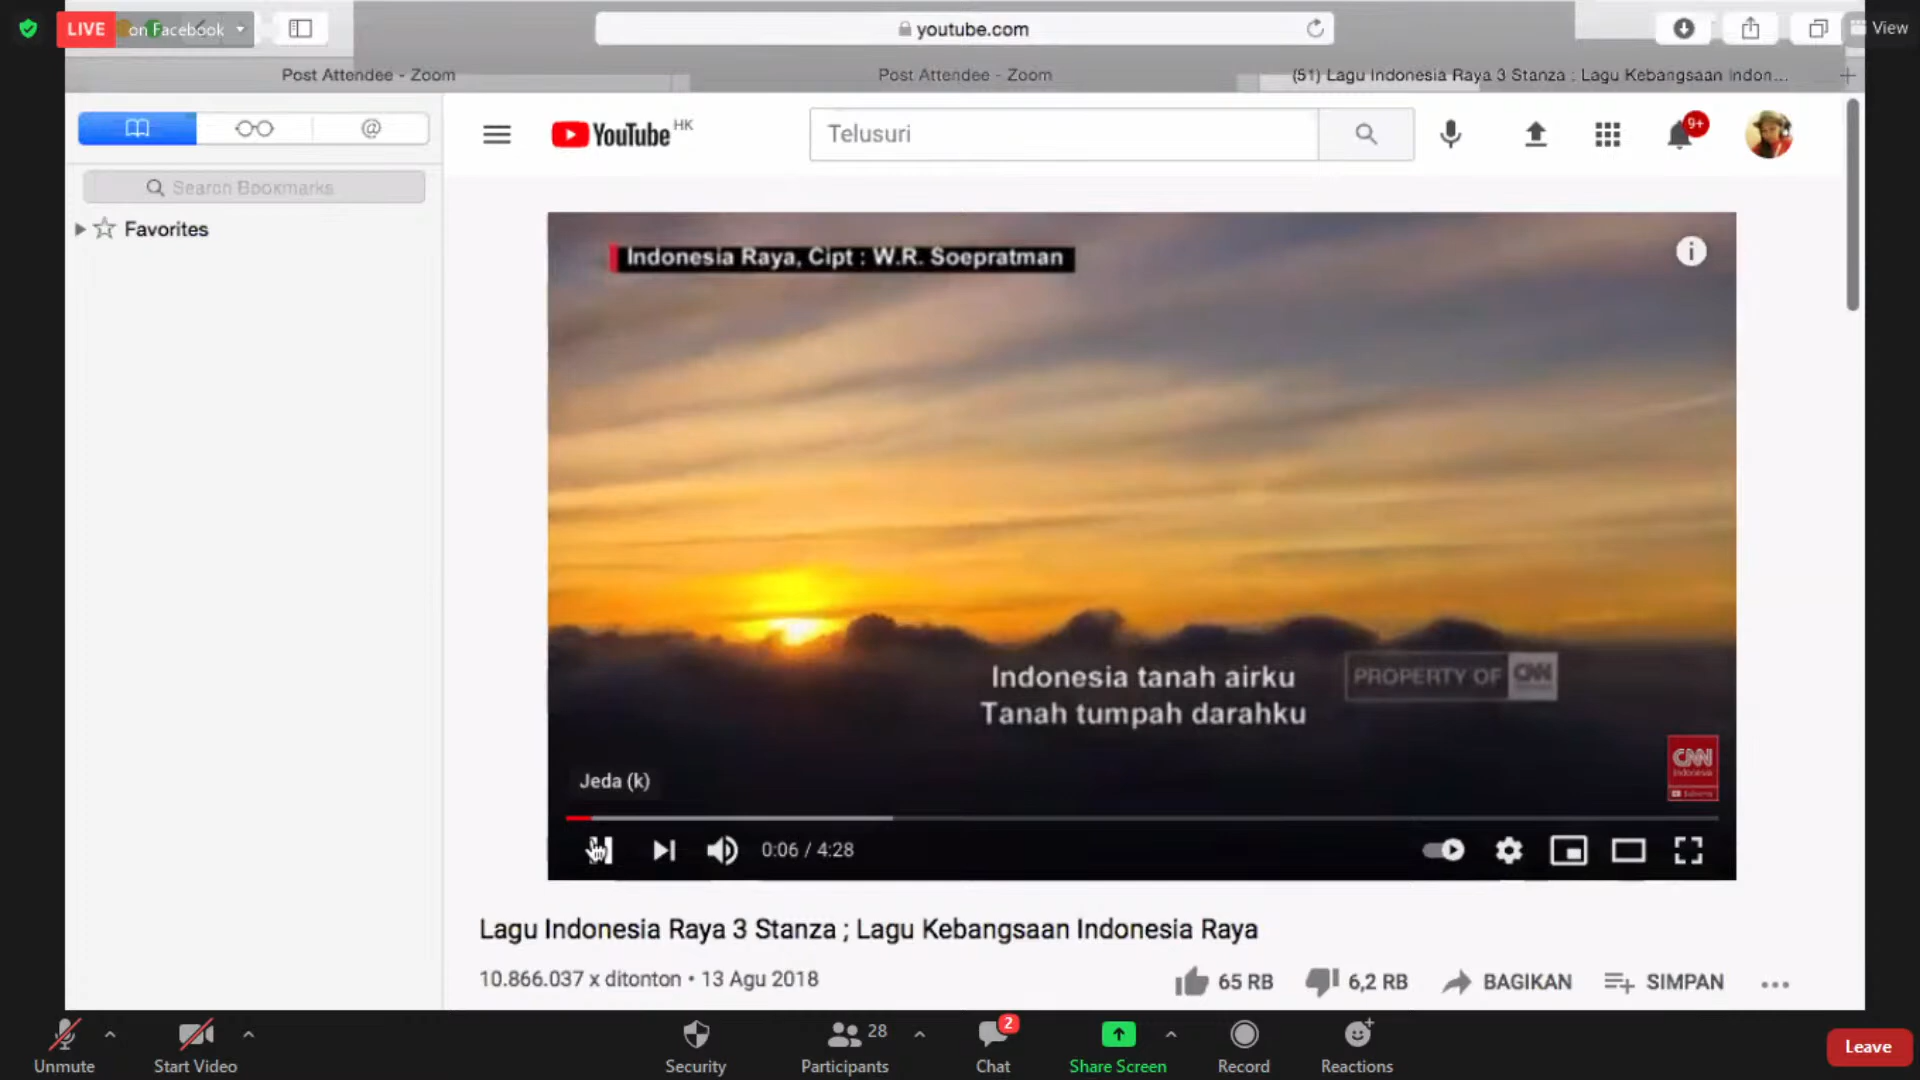 LIVE on Facebook
youtube.com
View
Post Attendee - Zoom
Post Attendee - Zoom
(51) Lagu Indonesia Raya 3 Stanza ; Lagu Kebangsaan Indon...
@
YouTube HK
Telusuri
9+
Search Bookmarks
Favorites
Indonesia Raya, Cipt : W.R. Soepratman
i
Indonesia tanah airku
Tanah tumpah darahku
PROPERTY OF CNN
CNN
Indonesia
Jeda (k)
0:06 / 4:28
Lagu Indonesia Raya 3 Stanza ; Lagu Kebangsaan Indonesia Raya
10.866.037 x ditonton • 13 Agu 2018
65 RB
6,2 RB
BAGIKAN
SIMPAN
Unmute
Start Video
Security
28
Participants
2
Chat
Share Screen
Record
Reactions
Leave